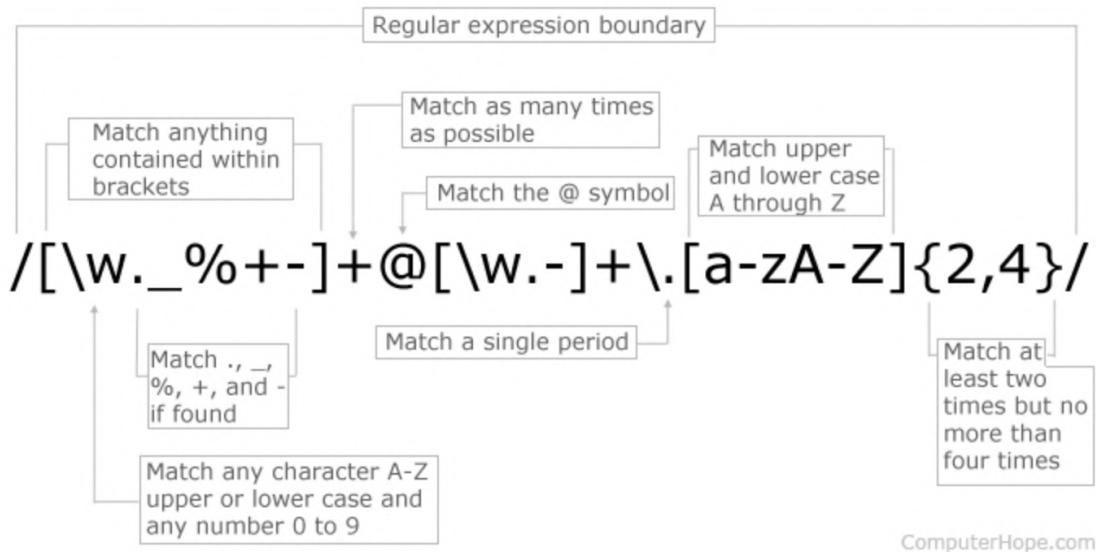 Regular expression boundary
Match as many times
as possible
Match anything
contained within
brackets
Match upper
and lower case
A through Z
Match the @ symbol
/[\w._%+-]+@[\w.-]+\.[a-zA-Z]{2,4}/
Match a single period
Match ., _,
%, +, and -
if found
Match at
least two
times but no
more than
four times
Match any character A-Z
upper or lower case and
any number 0 to 9
ComputerHope.com